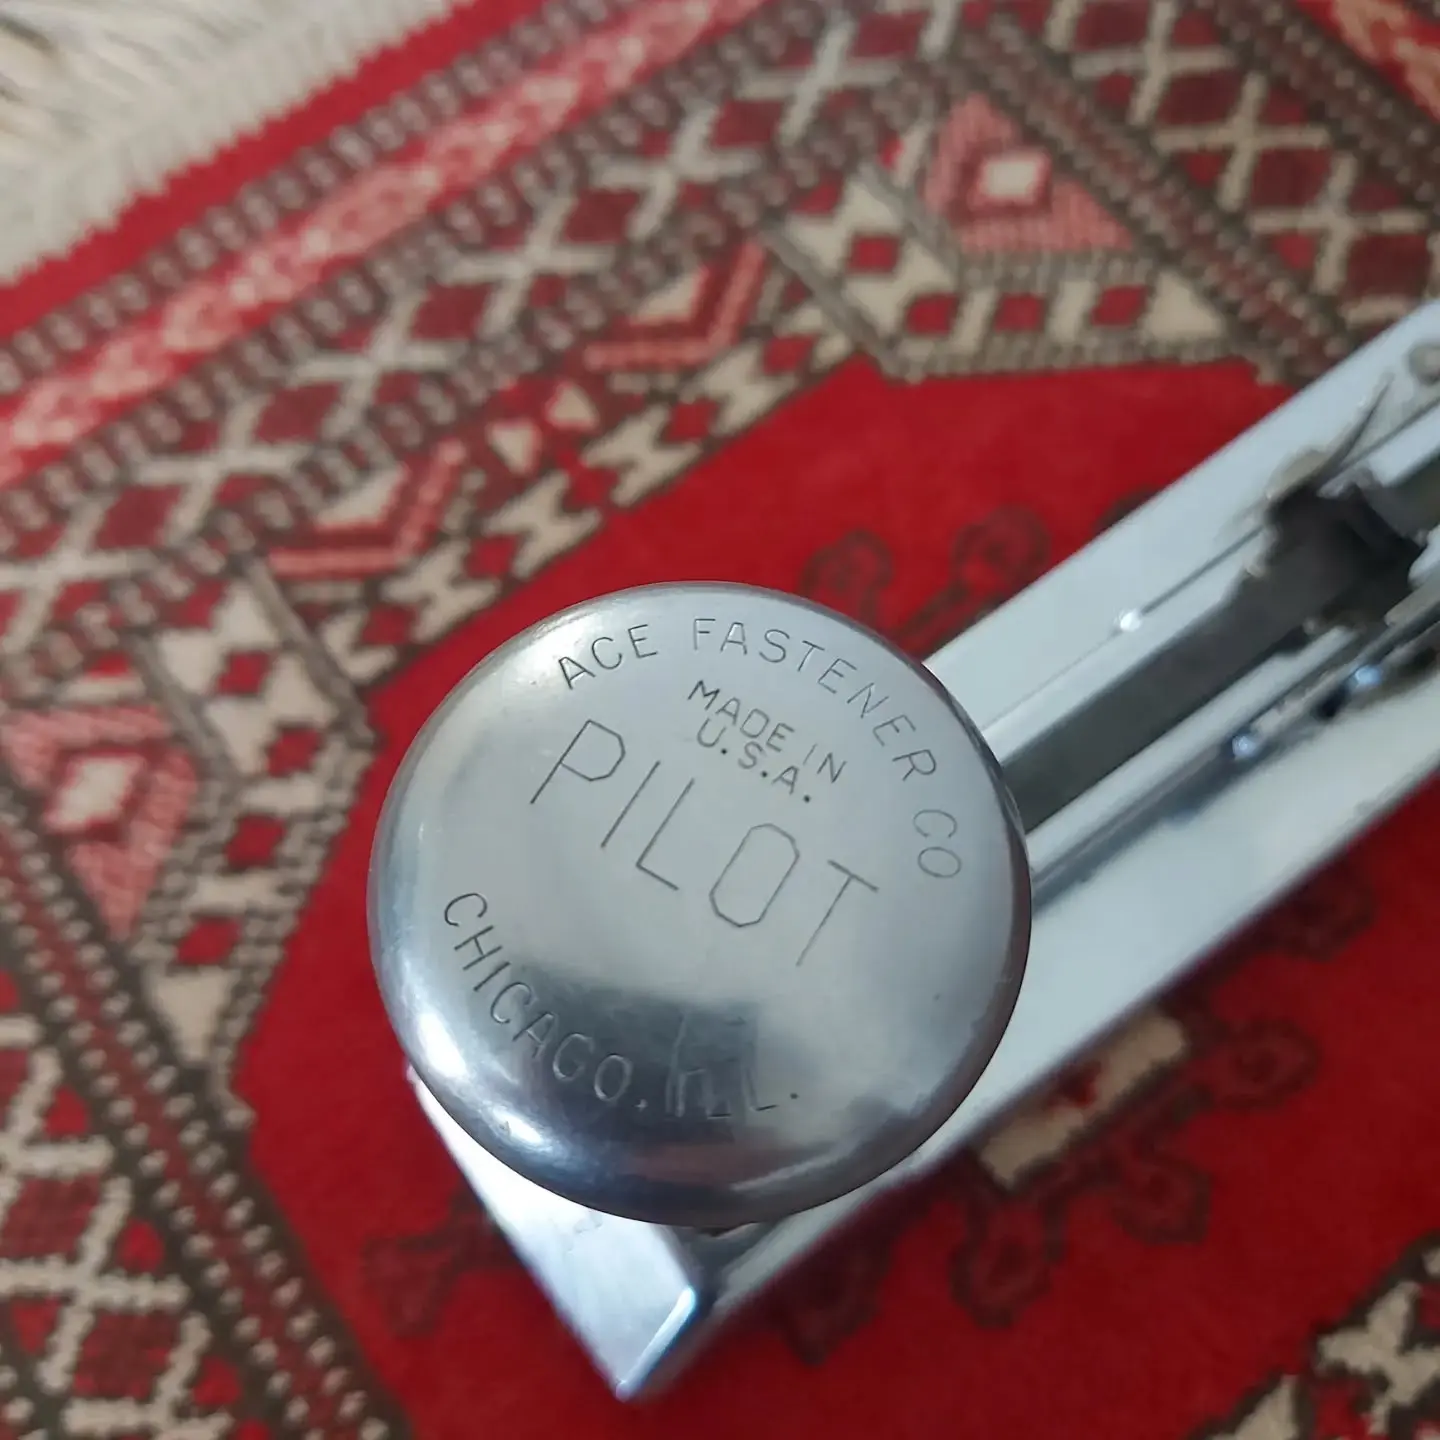 ACE FASTENER CO
MADE IN
U.S.A.
PILOT
CHICAGO. ILL.